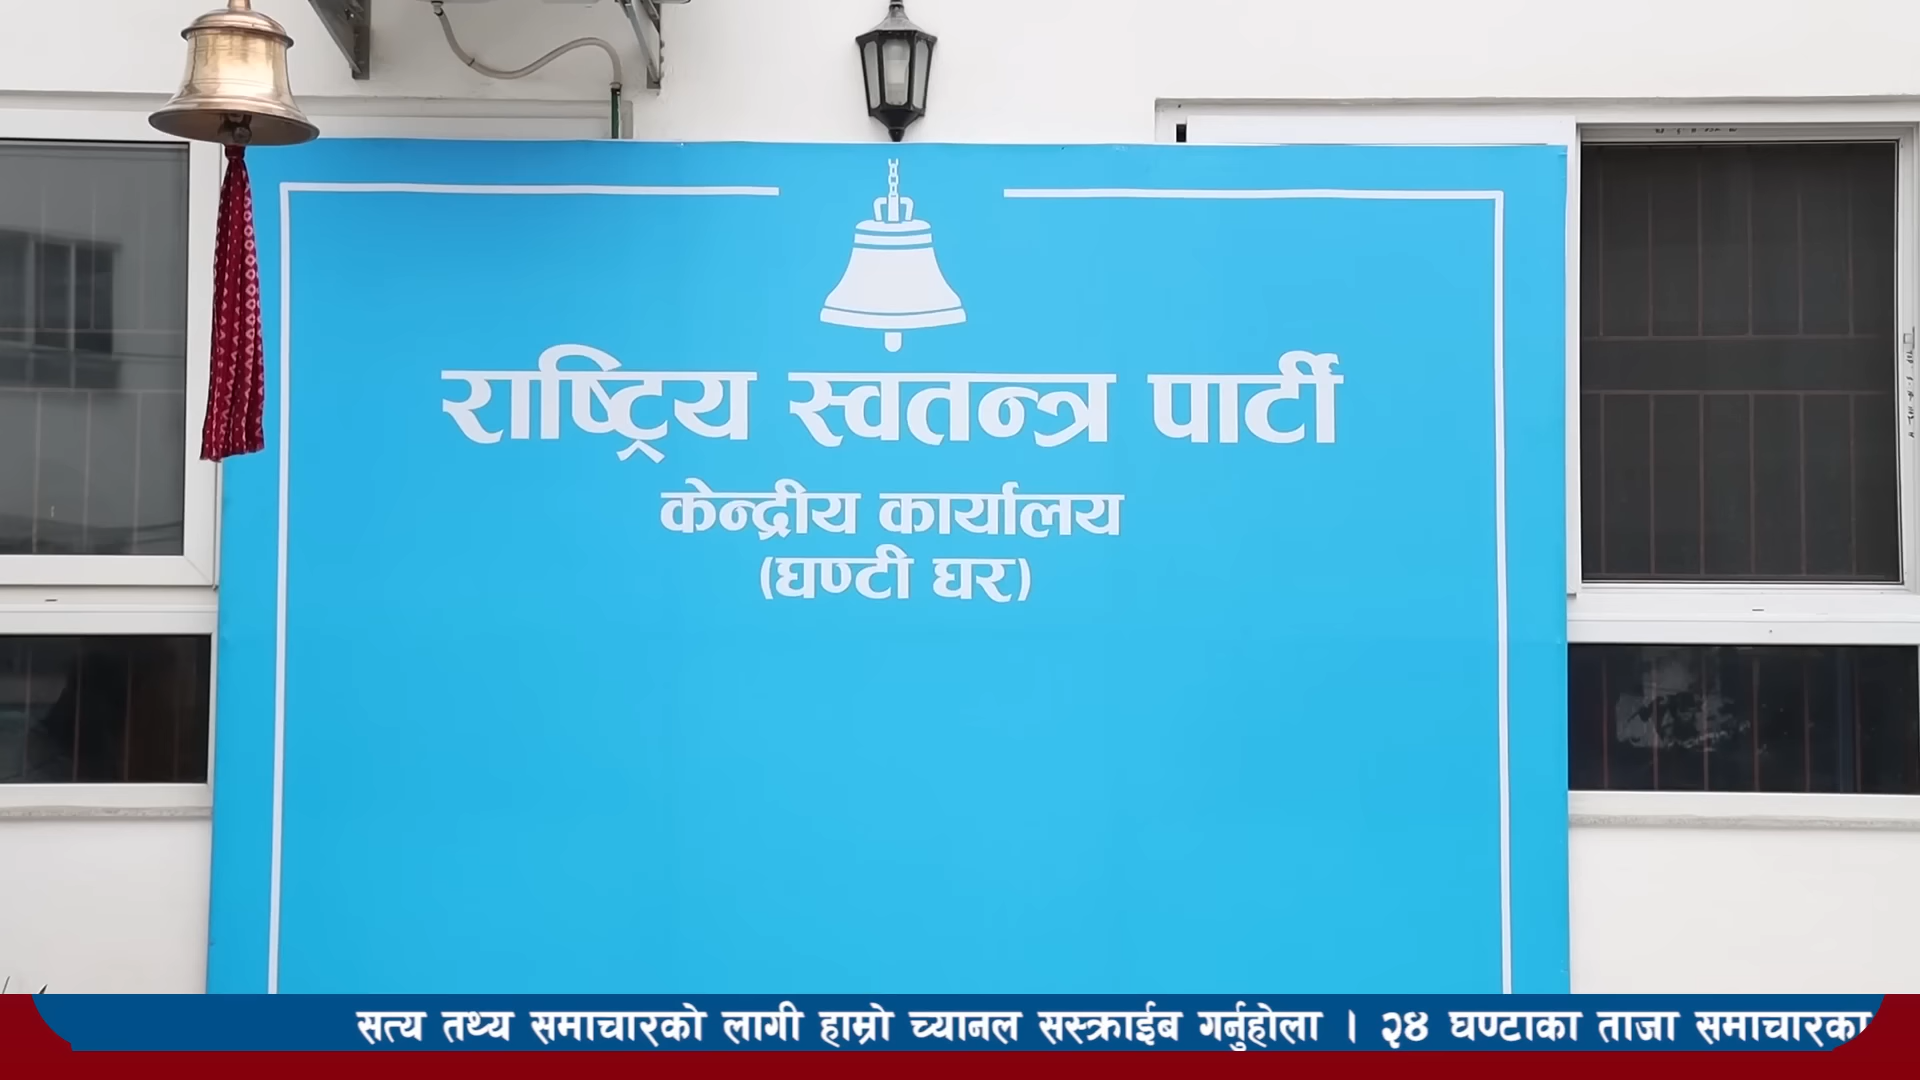 राष्ट्रिय स्वतन्त्र पार्टी
केन्द्रीय कार्यालय
(घण्टी घर)
सत्य तथ्य समाचारको लागी हाम्रो च्यानल सस्क्राईब गर्नुहोला । २४ घण्टाका ताजा समाचारका